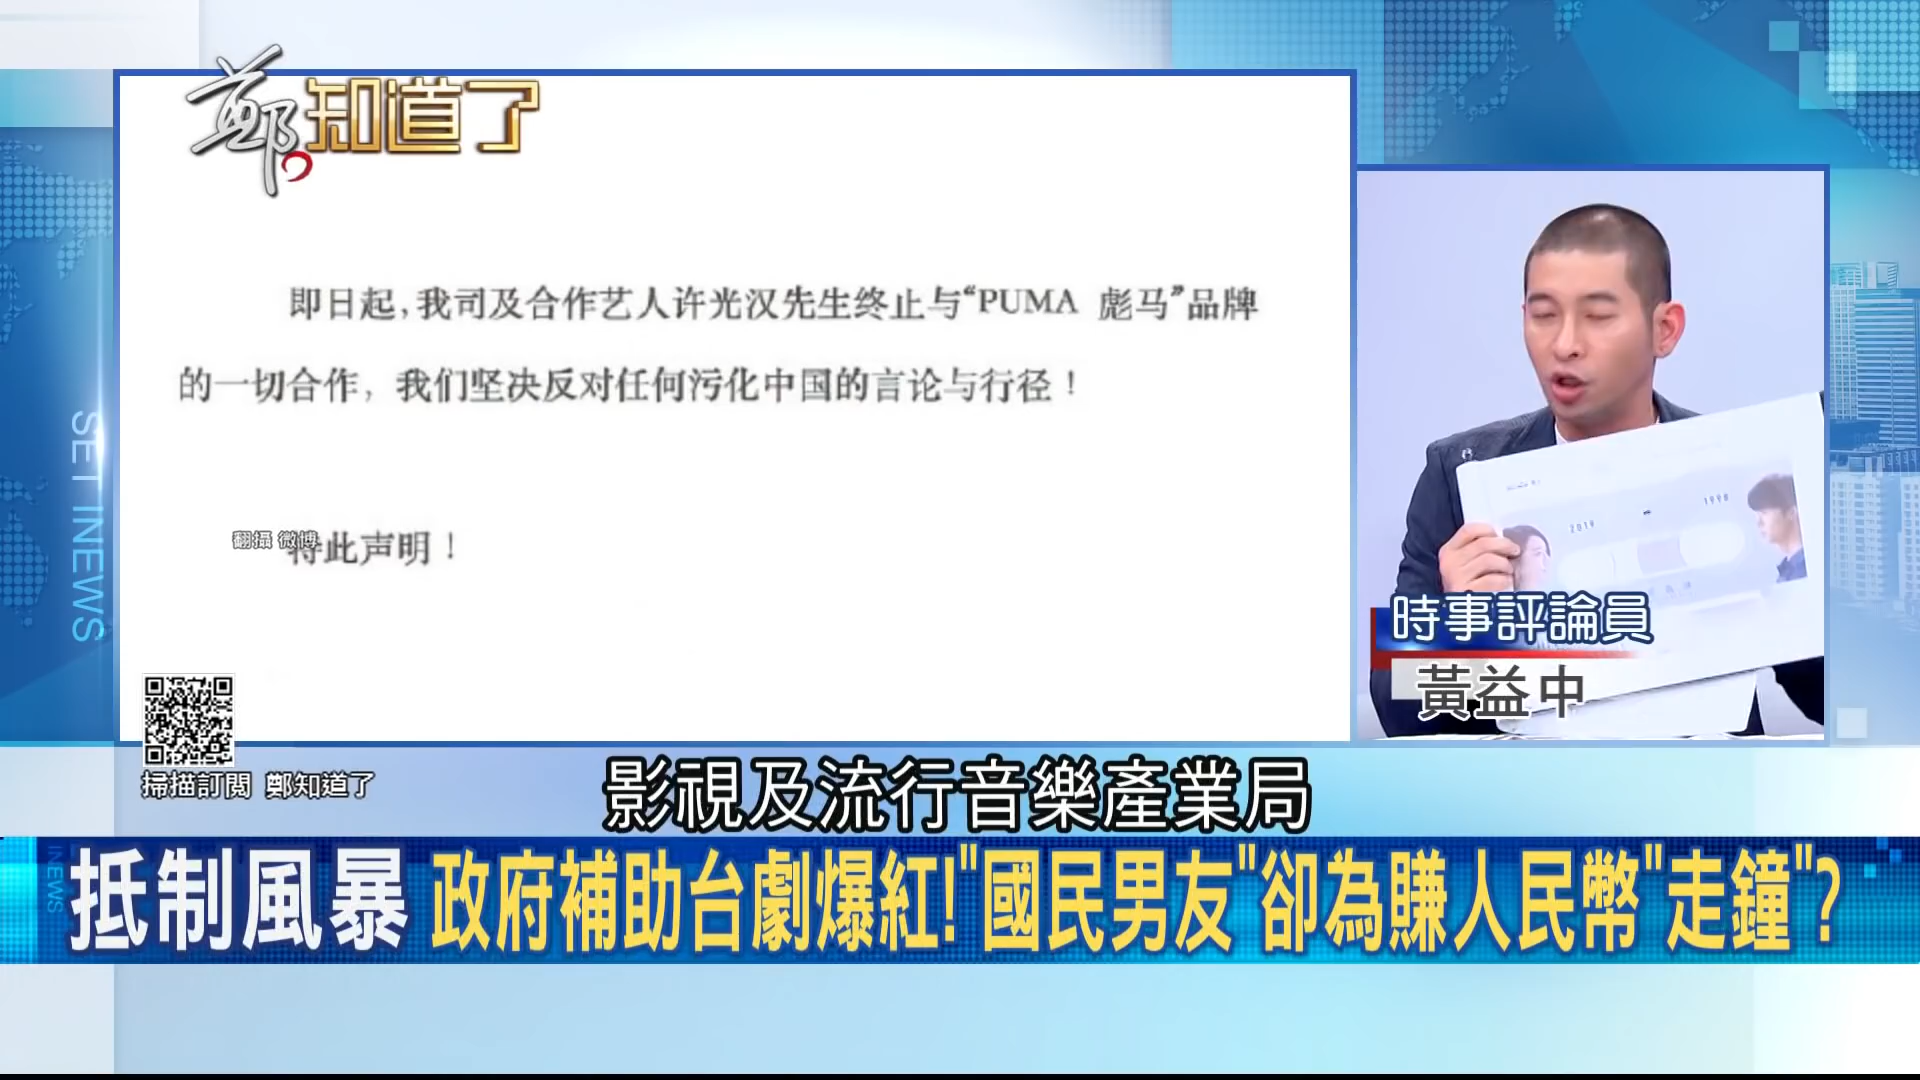 鄭知道了
即日起,我司及合作艺人许光汉先生终止与“PUMA 彪马”品牌
的一切合作，我们坚决反对任何污化中国的言论与行径！
翻攝 微博
特此声明！
SET INEWS
2019
1998
時事評論員
黃益中
掃描訂閱 鄭知道了
影視及流行音樂產業局
INEWS
抵制風暴 政府補助台劇爆紅!"國民男友"卻為賺人民幣"走鐘"?